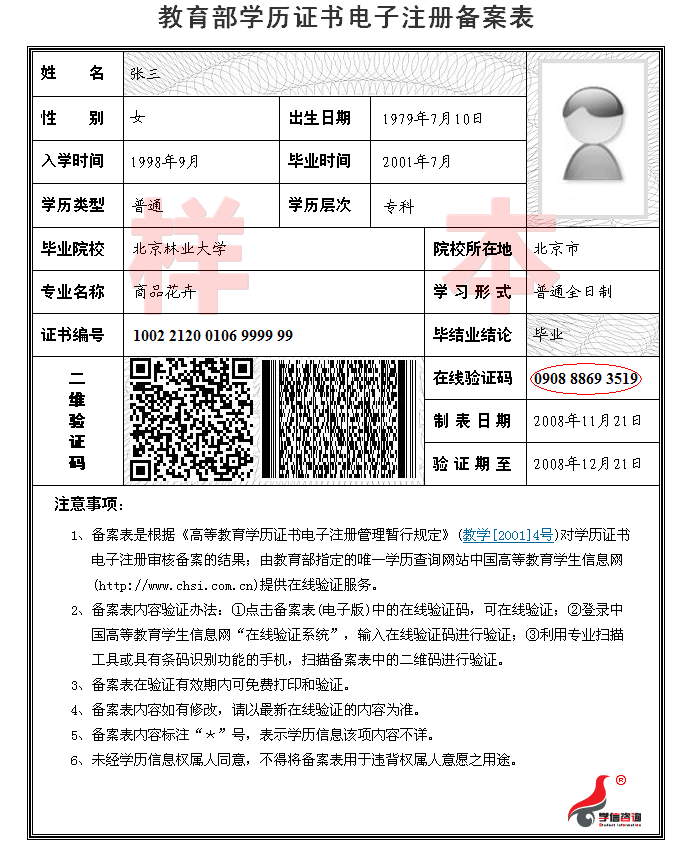 教育部学历证书电子注册备案表
姓 名 张三
性 别 女 出生日期 1979年7月10日
入学时间 1998年9月 毕业时间 2001年7月
学历类型 普通 学历层次 专科
样本
毕业院校 北京林业大学 院校所在地 北京市
专业名称 商品花卉 学习形式 普通全日制
证书编号 1002 2120 0106 9999 99 毕结业结论 毕业
二维验证码 在线验证码 0908 8869 3519
制表日期 2008年11月21日
验证期至 2008年12月21日
注意事项:
1、备案表是根据《高等教育学历证书电子注册管理暂行规定》(教学[2001]4号)对学历证书
电子注册审核备案的结果；由教育部指定的唯一学历查询网站中国高等教育学生信息网
(http://www.chsi.com.cn)提供在线验证服务。
2、备案表内容验证办法：①点击备案表(电子版)中的在线验证码，可在线验证；②登录中
国高等教育学生信息网“在线验证系统”，输入在线验证码进行验证；③利用专业扫描
工具或具有条码识别功能的手机，扫描备案表中的二维码进行验证。
3、备案表在验证有效期内可免费打印和验证。
4、备案表内容如有修改，请以最新在线验证的内容为准。
5、备案表内容标注“＊”号，表示学历信息该项内容不详。
6、未经学历信息权属人同意，不得将备案表用于违背权属人意愿之用途。
®
学信咨询
Student Information